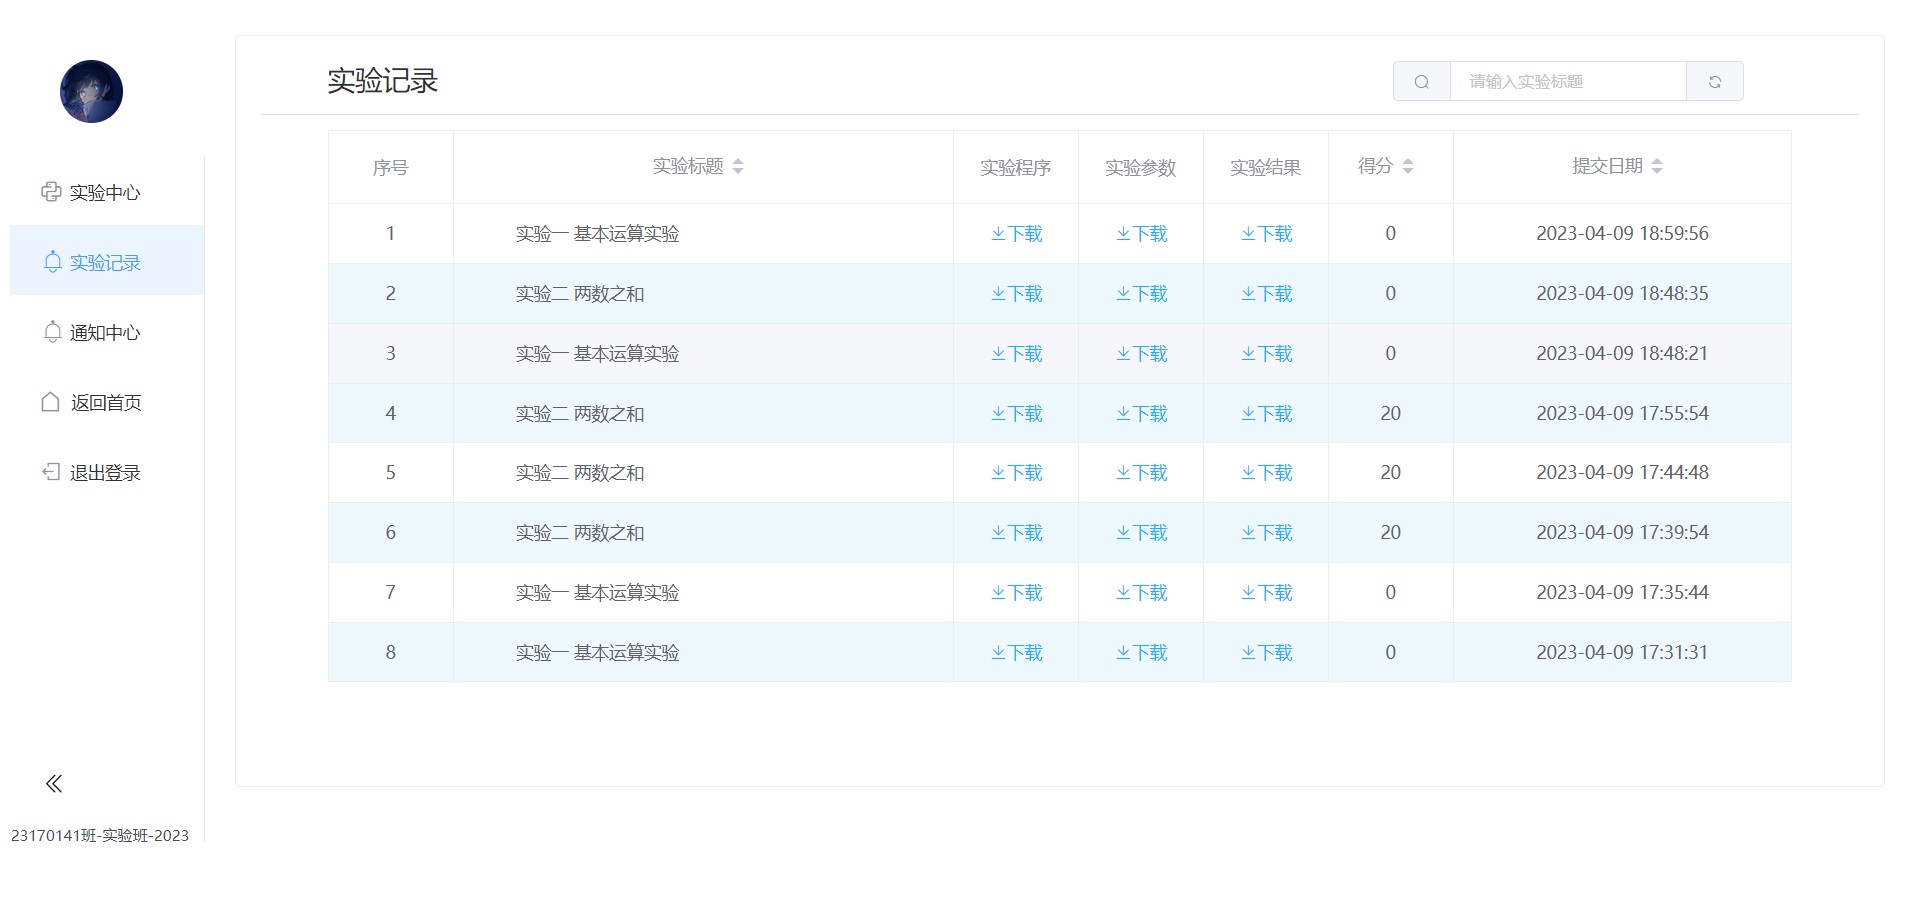 实验中心
实验记录
通知中心
返回首页
退出登录
23170141班-实验班-2023
实验记录
请输入实验标题
序号 实验标题 实验程序 实验参数 实验结果 得分 提交日期
1 实验一 基本运算实验 下载 下载 下载 0 2023-04-09 18:59:56
2 实验二 两数之和 下载 下载 下载 0 2023-04-09 18:48:35
3 实验一 基本运算实验 下载 下载 下载 0 2023-04-09 18:48:21
4 实验二 两数之和 下载 下载 下载 20 2023-04-09 17:55:54
5 实验二 两数之和 下载 下载 下载 20 2023-04-09 17:44:48
6 实验二 两数之和 下载 下载 下载 20 2023-04-09 17:39:54
7 实验一 基本运算实验 下载 下载 下载 0 2023-04-09 17:35:44
8 实验一 基本运算实验 下载 下载 下载 0 2023-04-09 17:31:31